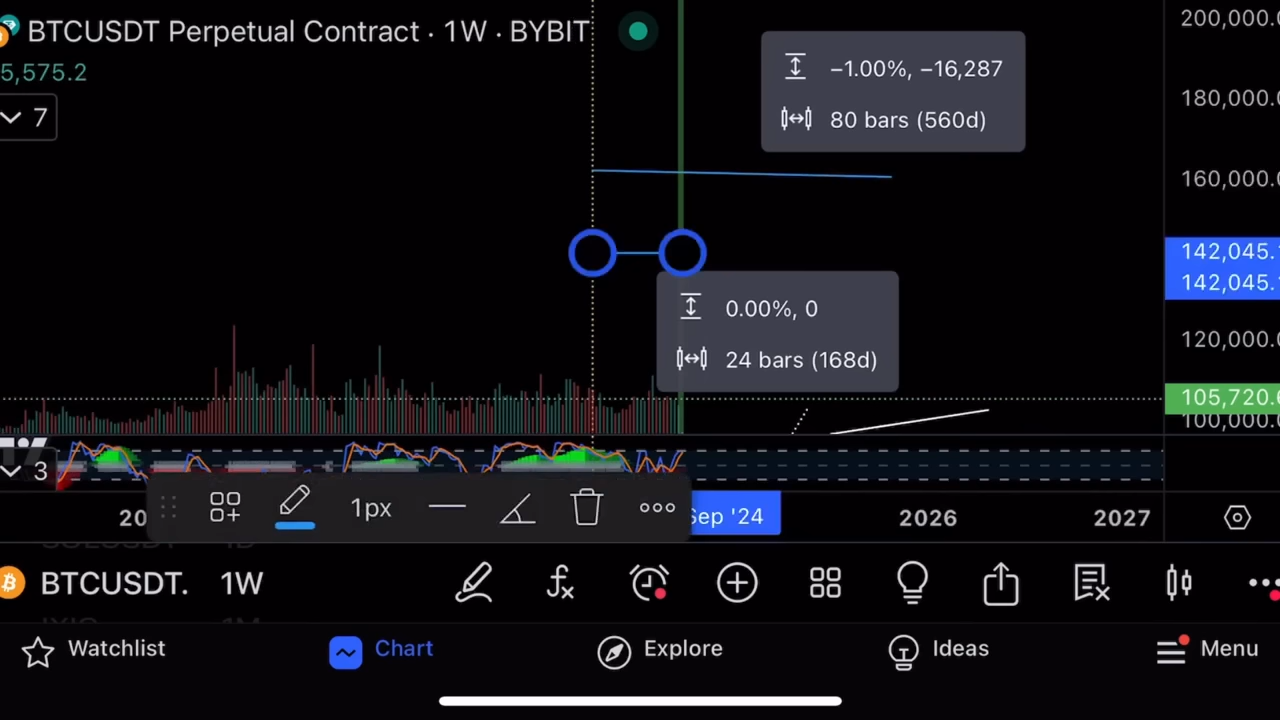 BTCUSDT Perpetual Contract · 1W · BYBIT
5,575.2
7
−1.00%, −16,287
80 bars (560d)
0.00%, 0
24 bars (168d)
200,000.
180,000.
160,000.
142,045.
142,045.
120,000.
105,720.
100,000.
3
1px
20
Sep '24
2026
2027
BTCUSDT. 1W
Watchlist
Chart
Explore
Ideas
Menu